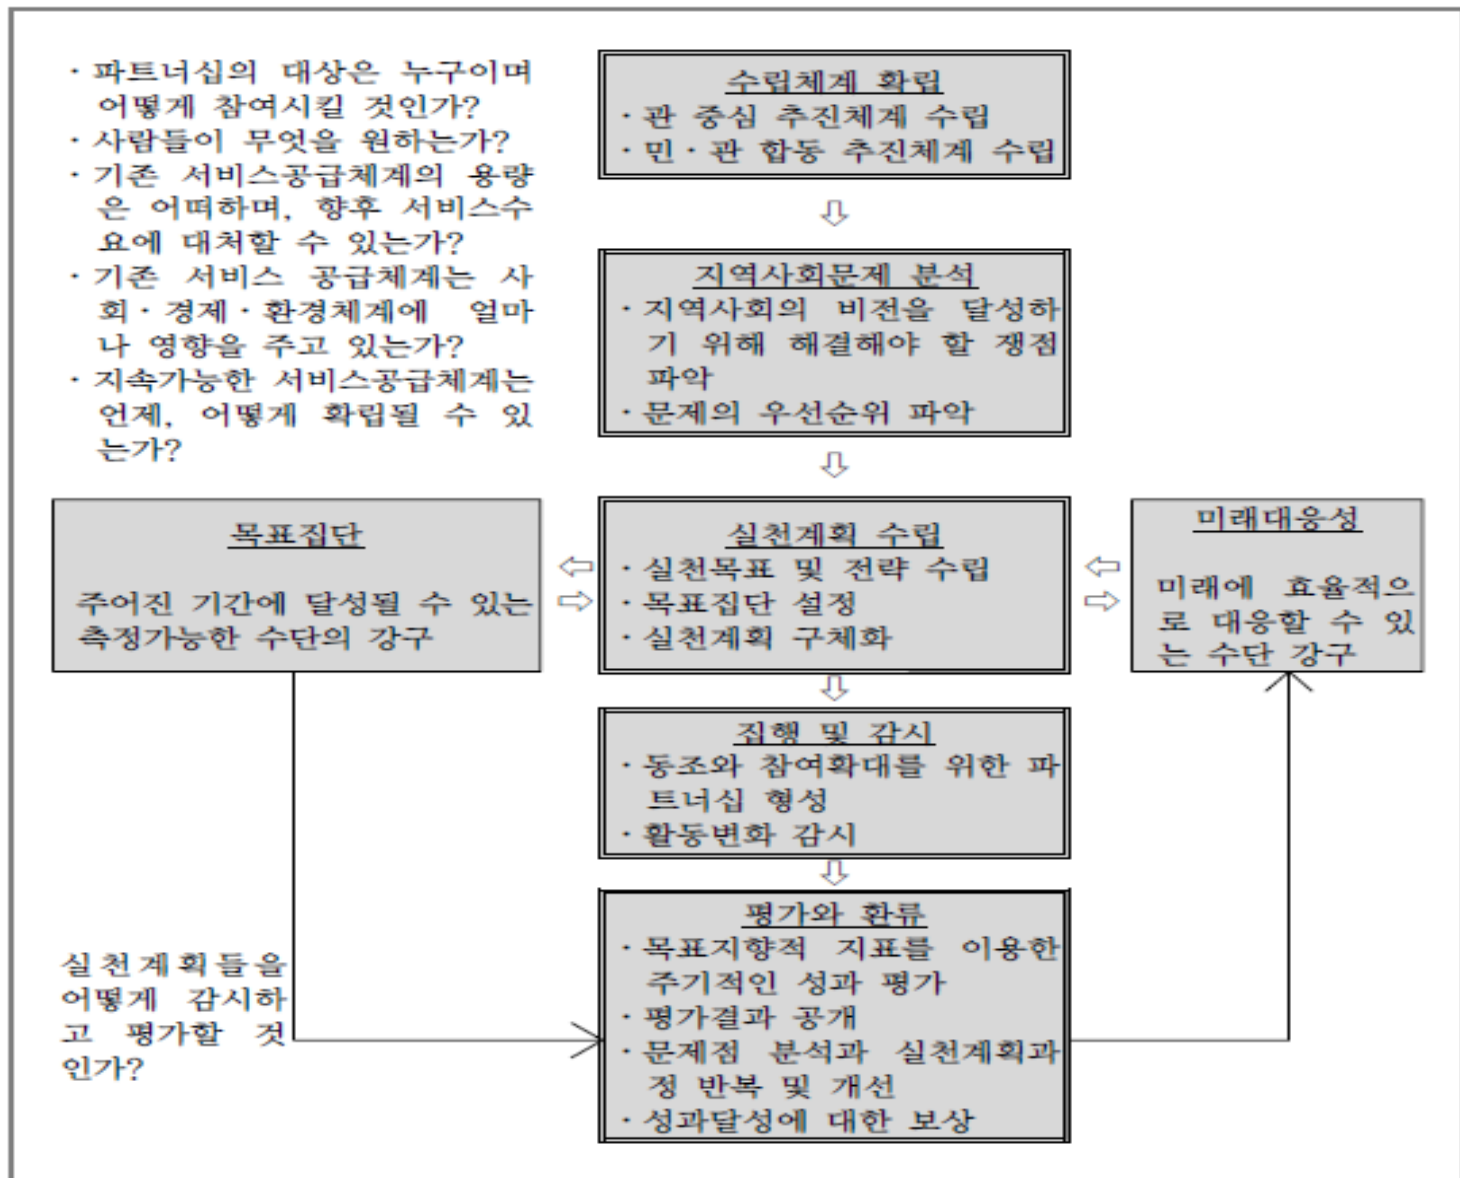 · 파트너십의 대상은 누구이며
어떻게 참여시킬 것인가?
· 사람들이 무엇을 원하는가?
· 기존 서비스공급체계의 용량
은 어떠하며, 향후 서비스수
요에 대처할 수 있는가?
· 기존 서비스 공급체계는 사
회 · 경제 · 환경체계에 얼마
나 영향을 주고 있는가?
· 지속가능한 서비스공급체계는
언제, 어떻게 확립될 수 있
는가?
수립체계 확립
· 관 중심 추진체계 수립
· 민 · 관 합동 추진체계 수립
⇩
지역사회문제 분석
· 지역사회의 비전을 달성하
기 위해 해결해야 할 쟁점
파악
· 문제의 우선순위 파악
⇩
목표집단
주어진 기간에 달성될 수 있는
측정가능한 수단의 강구
⇦
⇨
실천계획 수립
· 실천목표 및 전략 수립
· 목표집단 설정
· 실천계획 구체화
⇦
⇨
미래대응성
미래에 효율적으
로 대응할 수 있
는 수단 강구
⇩
집행 및 감시
· 동조와 참여확대를 위한 파
트너십 형성
· 활동변화 감시
⇩
평가와 환류
· 목표지향적 지표를 이용한
주기적인 성과 평가
· 평가결과 공개
· 문제점 분석과 실천계획과
정 반복 및 개선
· 성과달성에 대한 보상
실천계획들을
어떻게 감시하
고 평가할 것
인가?